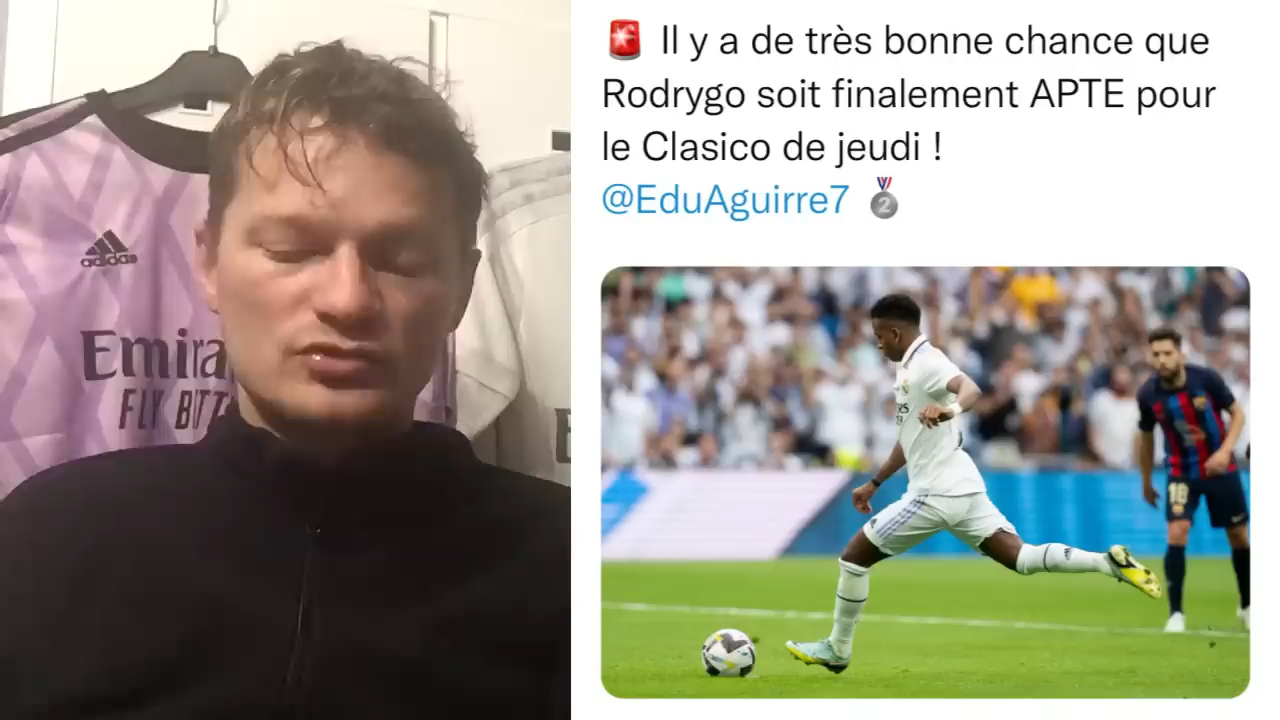 adidas
Emira
FLY BETT
🚨 Il y a de très bonne chance que
Rodrygo soit finalement APTE pour
le Clasico de jeudi !
@EduAguirre7 🥈
18